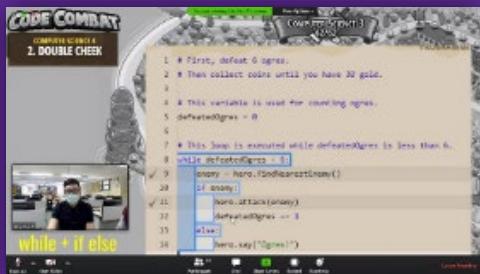 CODE COMBAT
COMPUTER SCIENCE 4
2. DOUBLE CHEEK
COMPUTER SCIENCE 3
1 # First, defeat 6 ogres.
2 # Then collect coins until you have 30 gold.
3
4 # This variable is used for counting ogres.
5 defeatedOgres = 0
6
7 # This loop is executed while defeatedOgres is less than 6.
8 while defeatedOgres < 6:
9 enemy = hero.findNearestEnemy()
10 if enemy:
11 hero.attack(enemy)
12 defeatedOgres += 1
13 else:
14 hero.say("Ogres!")
while + if else